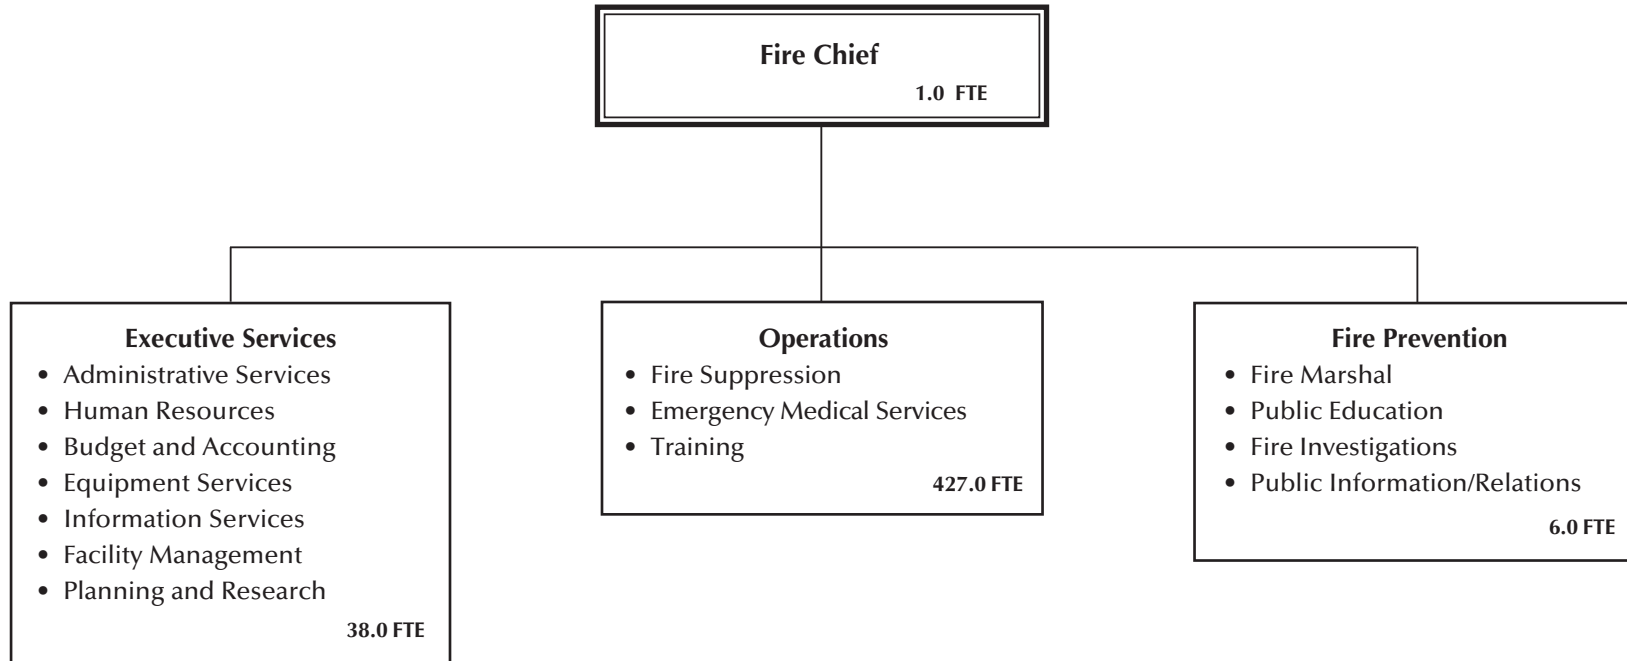 Fire Chief
1.0 FTE
Executive Services
• Administrative Services
• Human Resources
• Budget and Accounting
• Equipment Services
• Information Services
• Facility Management
• Planning and Research
38.0 FTE
Operations
• Fire Suppression
• Emergency Medical Services
• Training
427.0 FTE
Fire Prevention
• Fire Marshal
• Public Education
• Fire Investigations
• Public Information/Relations
6.0 FTE